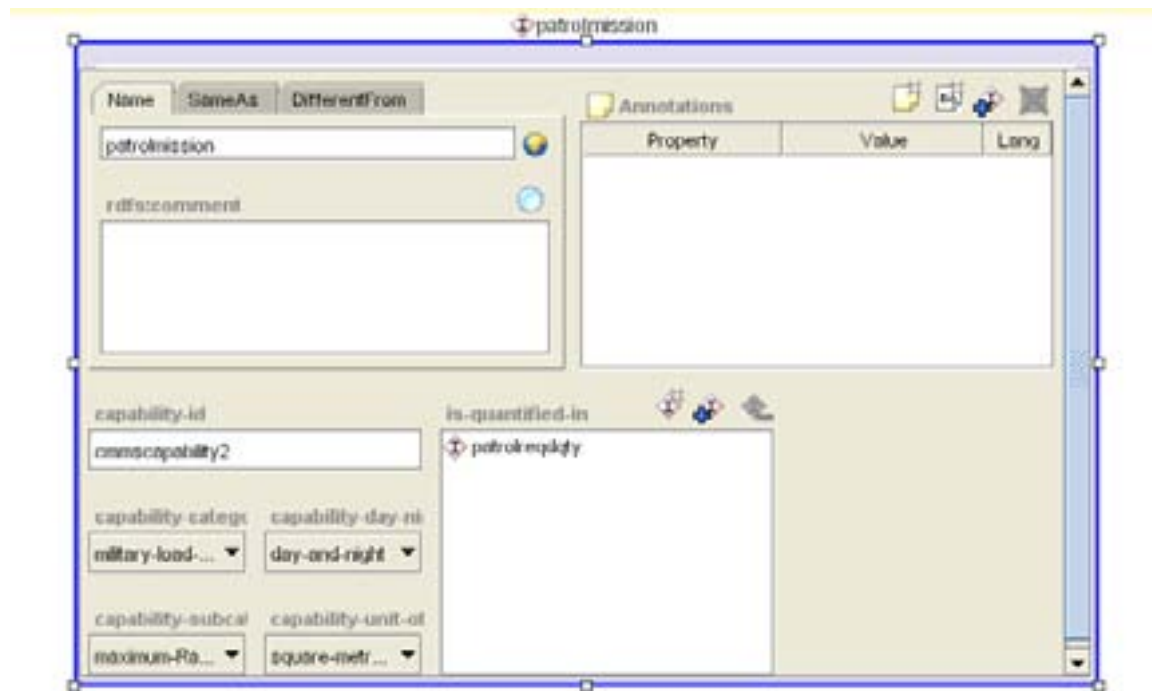 patrolmission
Name SameAs DifferentFrom
Annotations
patrolmission
Property Value Lang
rdfs:comment
capability-id
is-quantified-in
cmmscapability2
patrolreqdqty
capability-catego capability-day-ni
military-load-... day-and-night
capability-subcat capability-unit-of
maximum-Ra... square-metr...